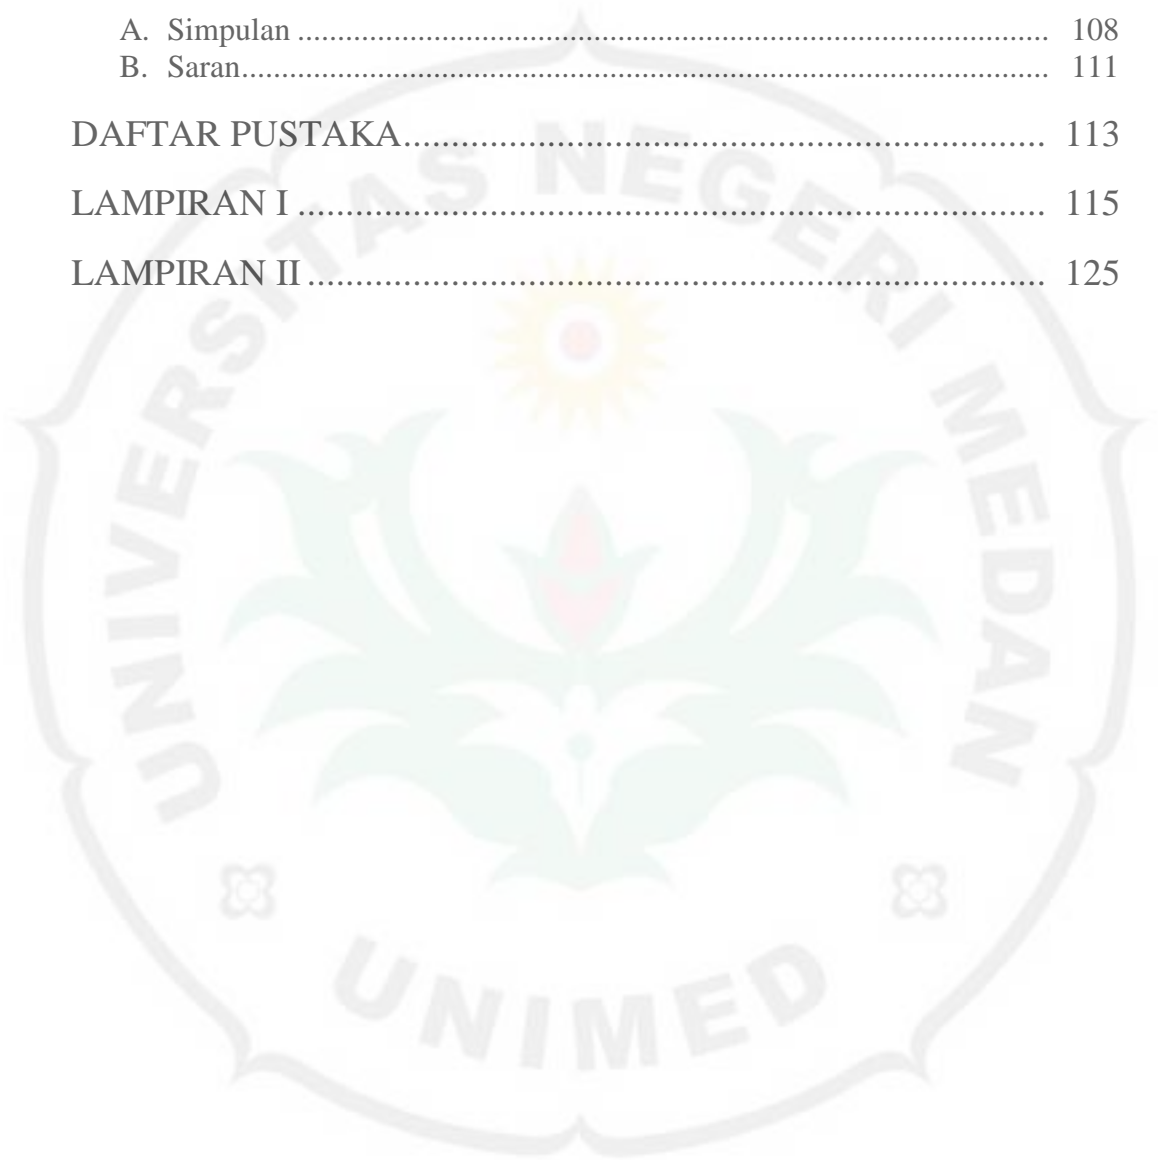 A. Simpulan ............................................................................................. 108
B. Saran.................................................................................................... 111
DAFTAR PUSTAKA................................................................ 113
LAMPIRAN I .......................................................................... 115
LAMPIRAN II ......................................................................... 125
UNIVERSITAS NEGERI MEDAN
UNIMED